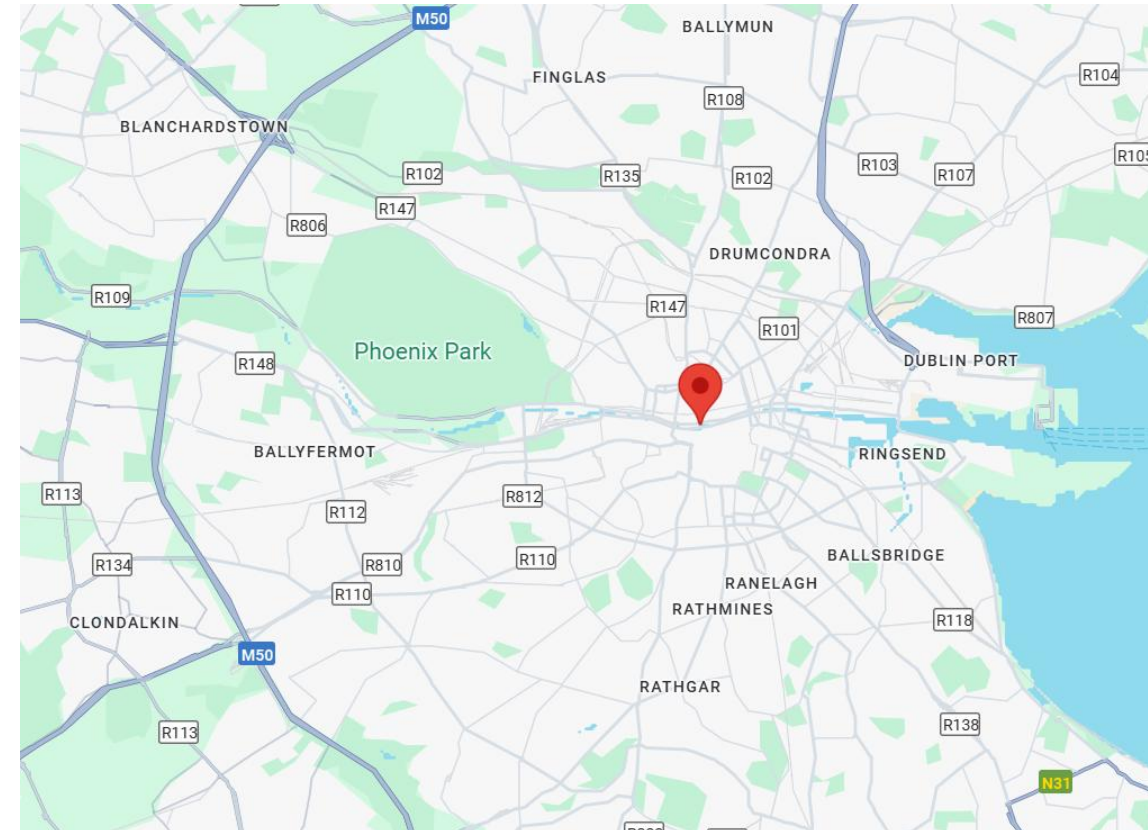 M50
BALLYMUN
FINGLAS
R104
R108
BLANCHARDSTOWN
R102
R135
R102
R103
R107
R147
R806
DRUMCONDRA
R109
R147
R807
R101
Phoenix Park
R148
DUBLIN PORT
BALLYFERMOT
RINGSEND
R113
R812
R112
BALLSBRIDGE
R134
R810
R110
RANELAGH
R110
RATHMINES
CLONDALKIN
R118
M50
RATHGAR
R113
R138
N31